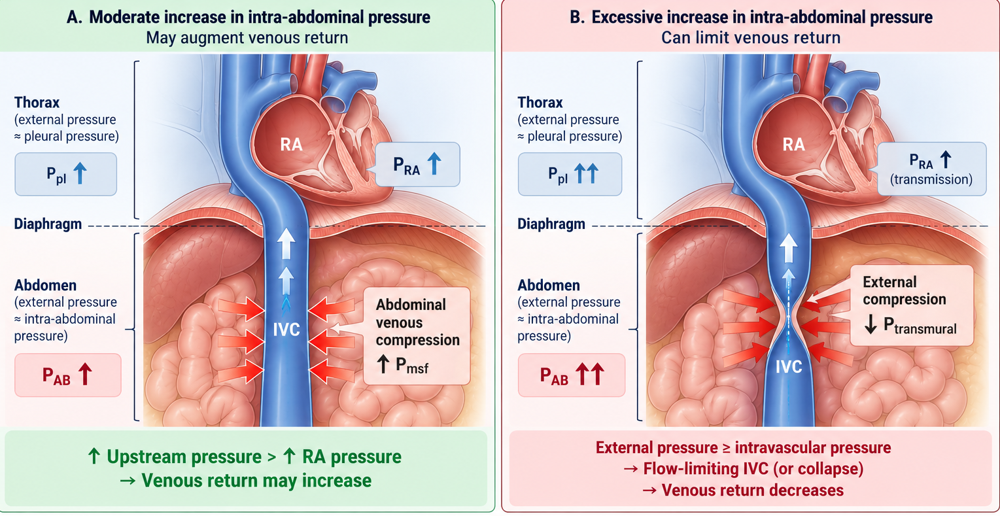 A. Moderate increase in intra-abdominal pressure
May augment venous return
Thorax
(external pressure
≈ pleural pressure)
Ppl ↑
RA
PRA ↑
Diaphragm
Abdomen
(external pressure
≈ intra-abdominal
pressure)
PAB ↑
IVC
Abdominal
venous
compression
↑ Pmsf
↑ Upstream pressure > ↑ RA pressure
→ Venous return may increase
B. Excessive increase in intra-abdominal pressure
Can limit venous return
Thorax
(external pressure
≈ pleural pressure)
Ppl ↑↑
RA
PRA ↑
(transmission)
Diaphragm
Abdomen
(external pressure
≈ intra-abdominal
pressure)
PAB ↑↑
External
compression
↓ Ptransmural
IVC
External pressure ≥ intravascular pressure
→ Flow-limiting IVC (or collapse)
→ Venous return decreases